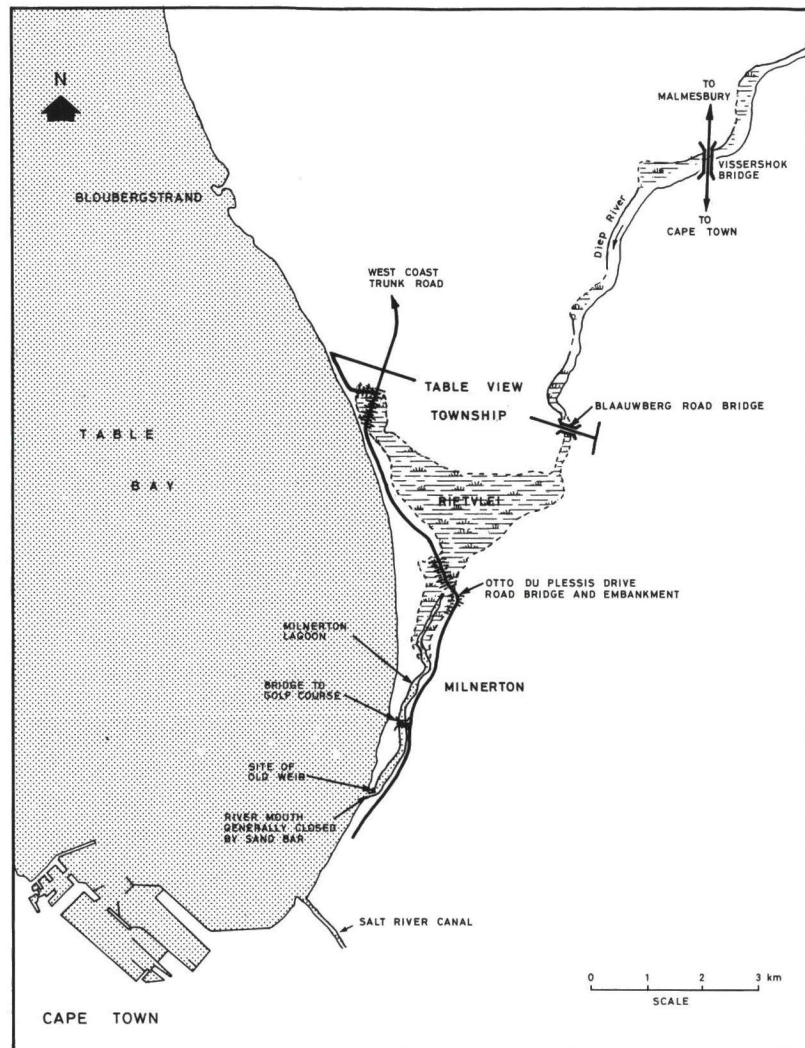 N
TO
MALMESBURY
VISSERSHOK
BRIDGE
TO
CAPE TOWN
Diep River
BLOUBERGSTRAND
WEST COAST
TRUNK ROAD
TABLE VIEW
TOWNSHIP
BLAAUWBERG ROAD BRIDGE
TABLE
BAY
RIETVLEI
OTTO DU PLESSIS DRIVE
ROAD BRIDGE AND EMBANKMENT
MILNERTON
LAGOON
BRIDGE TO
GOLF COURSE
MILNERTON
SITE OF
OLD WEIR
RIVER MOUTH
GENERALLY CLOSED
BY SAND BAR
SALT RIVER CANAL
0 1 2 3 km
SCALE
CAPE TOWN